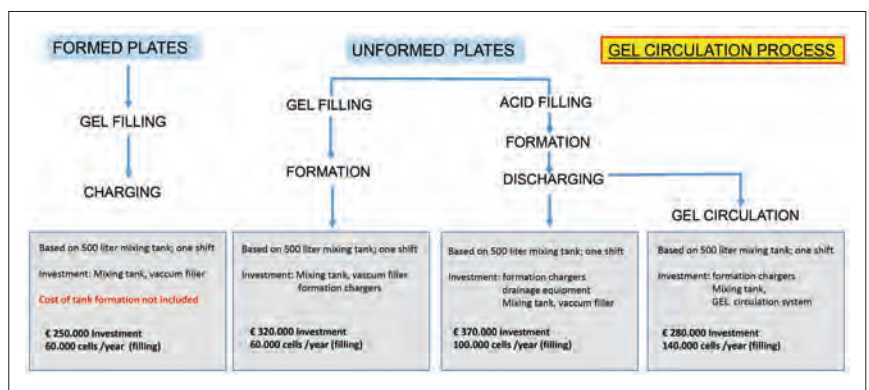 FORMED PLATES
UNFORMED PLATES
GEL CIRCULATION PROCESS
GEL FILLING
CHARGING
GEL FILLING
FORMATION
ACID FILLING
FORMATION
DISCHARGING
GEL CIRCULATION
Based on 500 liter mixing tank; one shift
Investment: Mixing tank, vaccum filler
Cost of tank formation not included
€ 250.000 Investment
60.000 cells /year (filling)
Based on 500 liter mixing tank; one shift
Investment: Mixing tank, vaccum filler
formation chargers
€ 320.000 Investment
60.000 cells /year (filling)
Based on 500 liter mixing tank; one shift
Investment: formation chargers
drainage equipment
Mixing tank, vaccum filler
€ 370.000 Investment
100.000 cells /year (filling)
Based on 500 liter mixing tank; one shift
Investment: formation chargers
Mixing tank,
GEL circulation system
€ 280.000 Investment
140.000 cells /year (filling)